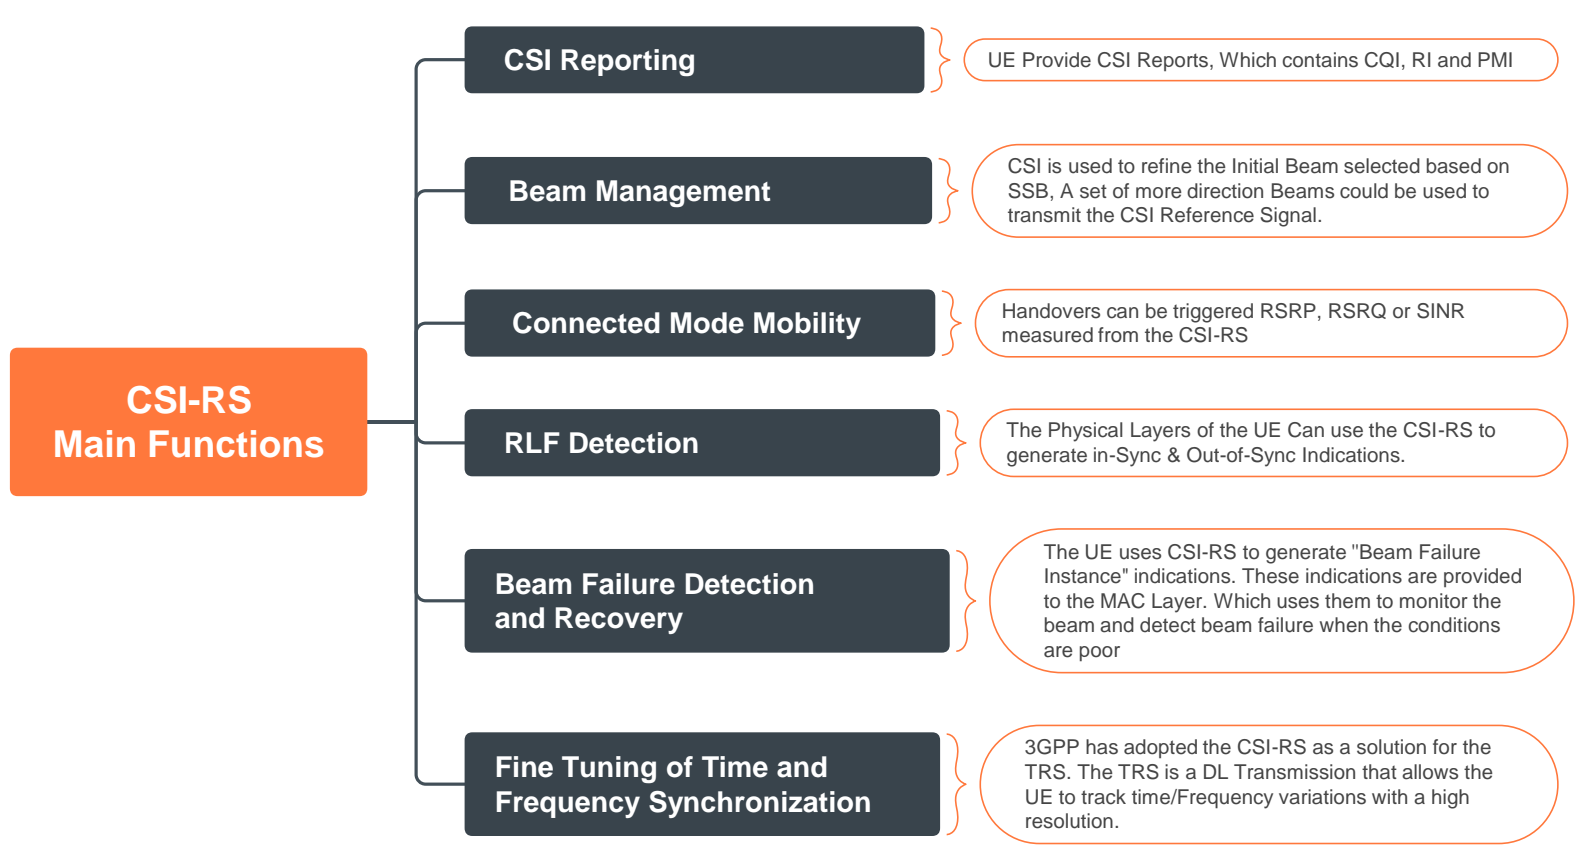 CSI-RS
Main Functions
CSI Reporting
UE Provide CSI Reports, Which contains CQI, RI and PMI
Beam Management
CSI is used to refine the Initial Beam selected based on
SSB, A set of more direction Beams could be used to
transmit the CSI Reference Signal.
Connected Mode Mobility
Handovers can be triggered RSRP, RSRQ or SINR
measured from the CSI-RS
RLF Detection
The Physical Layers of the UE Can use the CSI-RS to
generate in-Sync & Out-of-Sync Indications.
Beam Failure Detection
and Recovery
The UE uses CSI-RS to generate "Beam Failure
Instance" indications. These indications are provided
to the MAC Layer. Which uses them to monitor the
beam and detect beam failure when the conditions
are poor
Fine Tuning of Time and
Frequency Synchronization
3GPP has adopted the CSI-RS as a solution for the
TRS. The TRS is a DL Transmission that allows the
UE to track time/Frequency variations with a high
resolution.